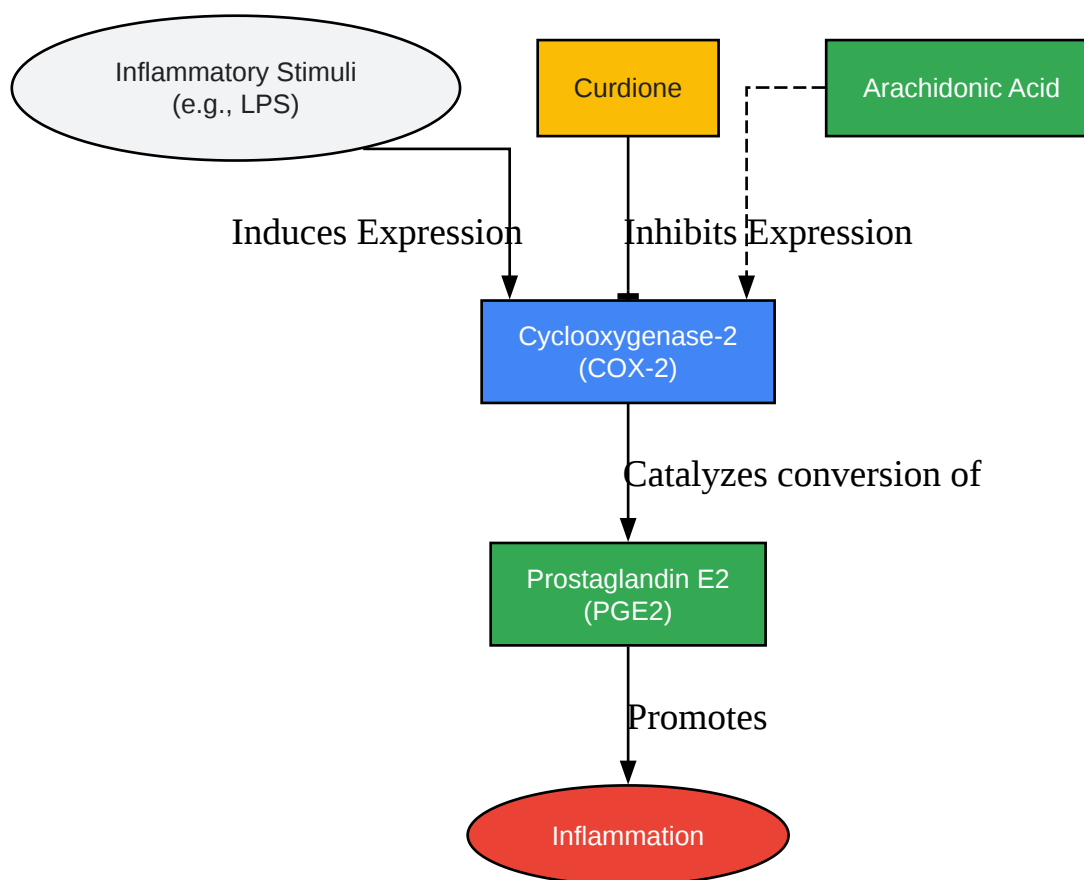 Inflammatory Stimuli
(e.g., LPS)
Curdione
Arachidonic Acid
Induces Expression
Inhibits Expression
Cyclooxygenase-2
(COX-2)
Catalyzes conversion of
Prostaglandin E2
(PGE2)
Promotes
Inflammation